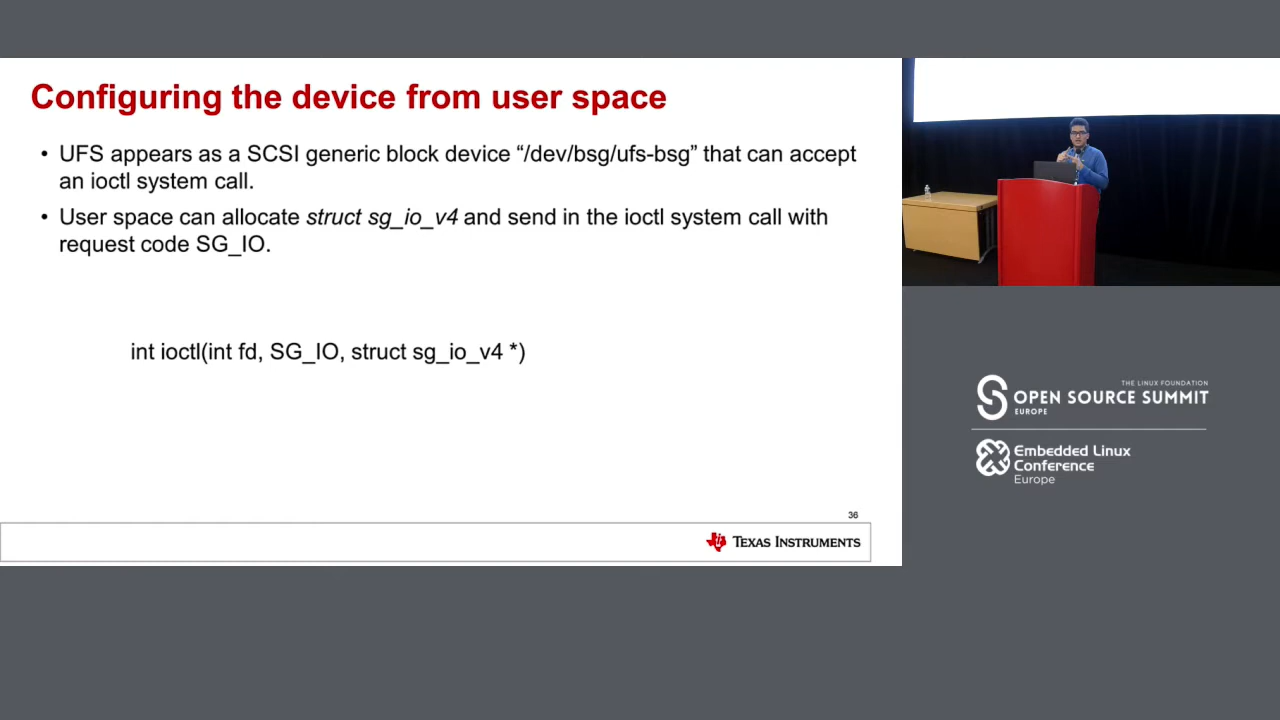 Configuring the device from user space
• UFS appears as a SCSI generic block device “/dev/bsg/ufs-bsg” that can accept
an ioctl system call.
• User space can allocate struct sg_io_v4 and send in the ioctl system call with
request code SG_IO.
int ioctl(int fd, SG_IO, struct sg_io_v4 *)
36
TEXAS INSTRUMENTS
THE LINUX FOUNDATION
OPEN SOURCE SUMMIT
EUROPE
Embedded Linux
Conference
Europe